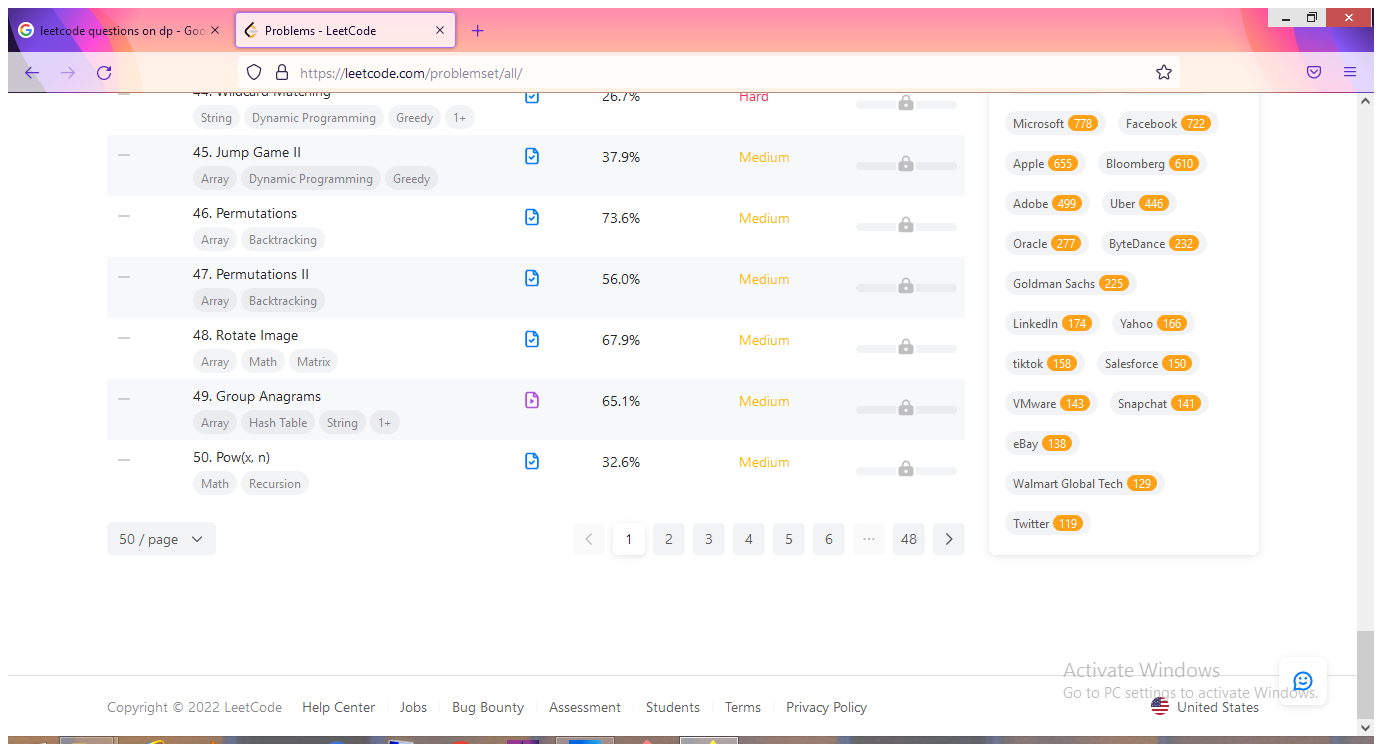 leetcode questions on dp - Goo
Problems - LeetCode
https://leetcode.com/problemset/all/
44. Wildcard Matching 26.7% Hard
String Dynamic Programming Greedy 1+
45. Jump Game II 37.9% Medium
Array Dynamic Programming Greedy
46. Permutations 73.6% Medium
Array Backtracking
47. Permutations II 56.0% Medium
Array Backtracking
48. Rotate Image 67.9% Medium
Array Math Matrix
49. Group Anagrams 65.1% Medium
Array Hash Table String 1+
50. Pow(x, n) 32.6% Medium
Math Recursion
50 / page
1 2 3 4 5 6 ... 48
Microsoft 778 Facebook 722
Apple 655 Bloomberg 610
Adobe 499 Uber 446
Oracle 277 ByteDance 232
Goldman Sachs 225
LinkedIn 174 Yahoo 166
tiktok 158 Salesforce 150
VMware 143 Snapchat 141
eBay 138
Walmart Global Tech 129
Twitter 119
Activate Windows
Go to PC settings to activate Windows.
Copyright © 2022 LeetCode Help Center Jobs Bug Bounty Assessment Students Terms Privacy Policy United States